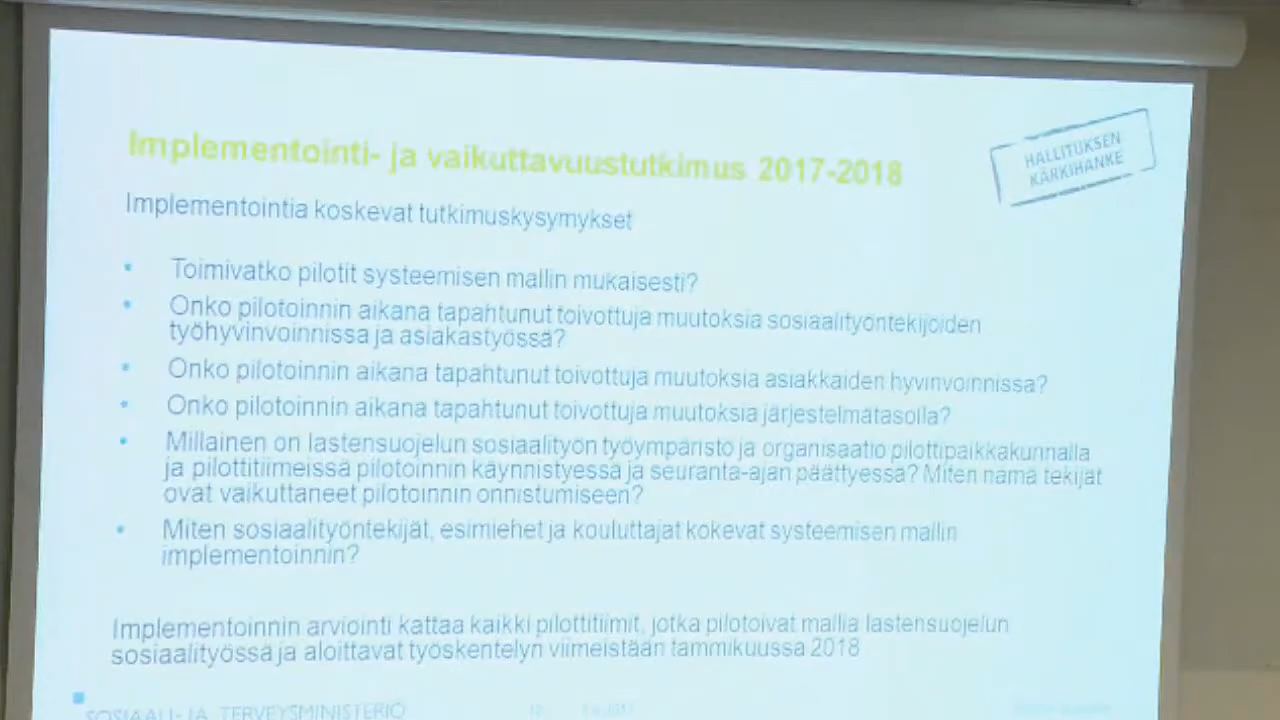 Implementointi- ja vaikuttavuustutkimus 2017-2018
HALLITUKSEN
KÄRKIHANKE
Implementointia koskevat tutkimuskysymykset
• Toimivatko pilotit systeemisen mallin mukaisesti?
• Onko pilotoinnin aikana tapahtunut toivottuja muutoksia sosiaalityöntekijöiden
työhyvinvoinnissa ja asiakastyössä?
• Onko pilotoinnin aikana tapahtunut toivottuja muutoksia asiakkaiden hyvinvoinnissa?
• Onko pilotoinnin aikana tapahtunut toivottuja muutoksia järjestelmätasolla?
• Millainen on lastensuojelun sosiaalityön työympäristö ja organisaatio pilottipaikkakunnalla
ja pilottitiimeissä pilotoinnin käynnistyessä ja seuranta-ajan päättyessä? Miten nämä tekijät
ovat vaikuttaneet pilotoinnin onnistumiseen?
• Miten sosiaalityöntekijät, esimiehet ja kouluttajat kokevat systeemisen mallin
implementoinnin?
Implementoinnin arviointi kattaa kaikki pilottitiimit, jotka pilotoivat mallia lastensuojelun
sosiaalityössä ja aloittavat työskentelyn viimeistään tammikuussa 2018
SOSIAALI- JA TERVEYSMINISTERIÖ